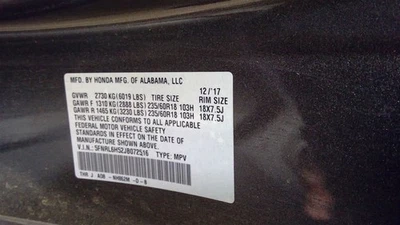 MFD. BY HONDA MFG. OF ALABAMA, LLC 12/'17
GVWR 2730 KG(6019 LBS) TIRE SIZE RIM SIZE
GAWR F 1310 KG(2888 LBS) 235/60R18 103H 18X7.5J
GAWR R 1465 KG(3230 LBS) 235/60R18 103H 18X7.5J
THIS VEHICLE CONFORMS TO ALL APPLICABLE
FEDERAL MOTOR VEHICLE SAFETY
STANDARDS IN EFFECT ON THE DATE OF
MANUFACTURE SHOWN ABOVE.
V.I.N.: 5FNRL6H52JB072516 TYPE: MPV